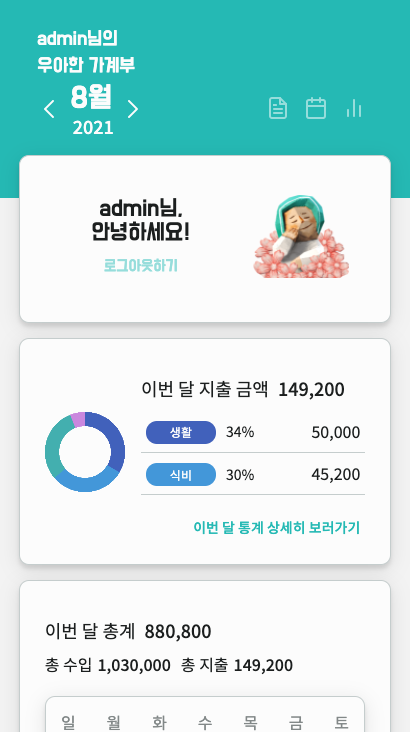 admin님의
우아한 가계부
8월
2021
admin님,
안녕하세요!
로그아웃하기
이번 달 지출 금액 149,200
생활 34% 50,000
식비 30% 45,200
이번 달 통계 상세히 보러가기
이번 달 총계 880,800
총 수입 1,030,000 총 지출 149,200
일 월 화 수 목 금 토